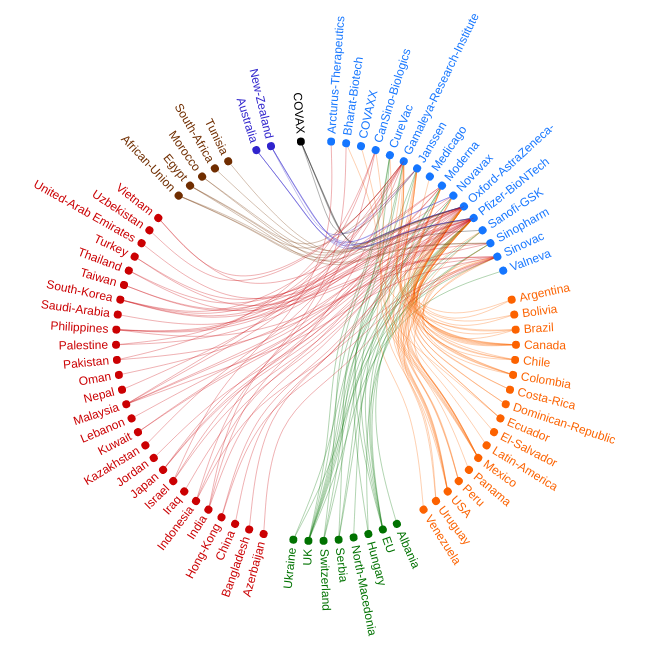 COVAX
Arcturus-Therapeutics
Bharat-Biotech
COVAXX
CanSino-Biologics
CureVac
Gamaleya-Research-Institute
Janssen
Medicago
Moderna
Novavax
Oxford-AstraZeneca-
Pfizer-BioNTech
Sanofi-GSK
Sinopharm
Sinovac
Valneva
Argentina
Bolivia
Brazil
Canada
Chile
Colombia
Costa-Rica
Dominican-Republic
Ecuador
El-Salvador
Latin-America
Mexico
Panama
Peru
USA
Uruguay
Venezuela
Albania
EU
Hungary
North-Macedonia
Serbia
Switzerland
UK
Ukraine
Azerbaijan
Bangladesh
China
Hong-Kong
India
Indonesia
Iraq
Israel
Japan
Jordan
Kazakhstan
Kuwait
Lebanon
Malaysia
Nepal
Oman
Pakistan
Palestine
Philippines
Saudi-Arabia
South-Korea
Taiwan
Thailand
Turkey
United-Arab Emirates
Uzbekistan
Vietnam
African-Union
Egypt
Morocco
South-Africa
Tunisia
Australia
New-Zealand